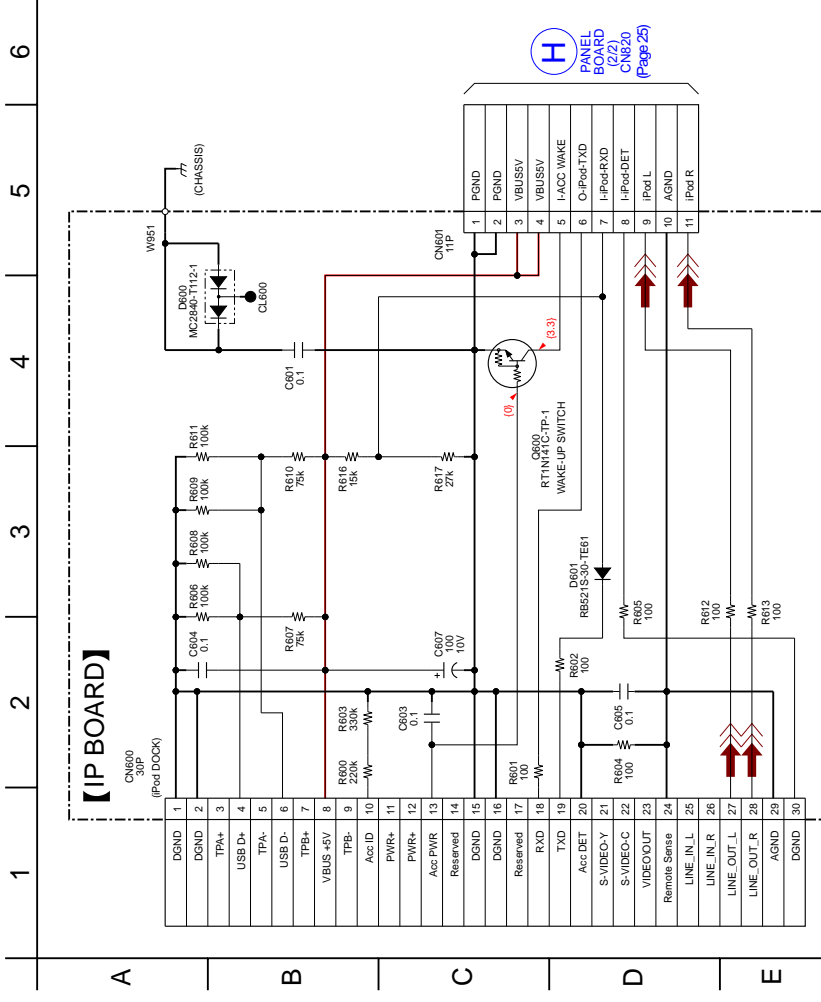 6
5
4
3
2
1
A
B
C
D
E
H
PANEL
BOARD
(2/2)
CN820
(Page 25)
(CHASSIS)
W951
D600
MC2840-T112-1
CL600
CN601
11P
1 PGND
2 PGND
3 VBUS5V
4 VBUS5V
5 I-ACC WAKE
6 O-iPod-TXD
7 I-iPod-RXD
8 I-iPod-DET
9 iPod L
10 AGND
11 iPod R
C601
0.1
{3.3}
{0}
Q600
RT1N141C-TP-1
WAKE-UP SWITCH
R611
100k
R609
100k
R608
100k
R606
100k
R610
75k
R616
15k
R617
27k
R607
75k
C604
0.1
C607
100
10V
+
D601
RB521S-30-TE61
R605
100
R612
100
R613
100
R602
100
R603
330k
R600
220k
C603
0.1
R601
100
C605
0.1
R604
100
【IP BOARD】
CN600
30P
(iPod DOCK)
DGND 1
DGND 2
TPA+ 3
USB D+ 4
TPA- 5
USB D- 6
TPB+ 7
VBUS +5V 8
TPB- 9
Acc ID 10
PWR+ 11
PWR+ 12
Acc PWR 13
Reserved 14
DGND 15
DGND 16
Reserved 17
RXD 18
TXD 19
Acc DET 20
S-VIDEO-Y 21
S-VIDEO-C 22
VIDEO OUT 23
Remote Sense 24
LINE_IN_L 25
LINE_IN_R 26
LINE_OUT_L 27
LINE_OUT_R 28
AGND 29
DGND 30